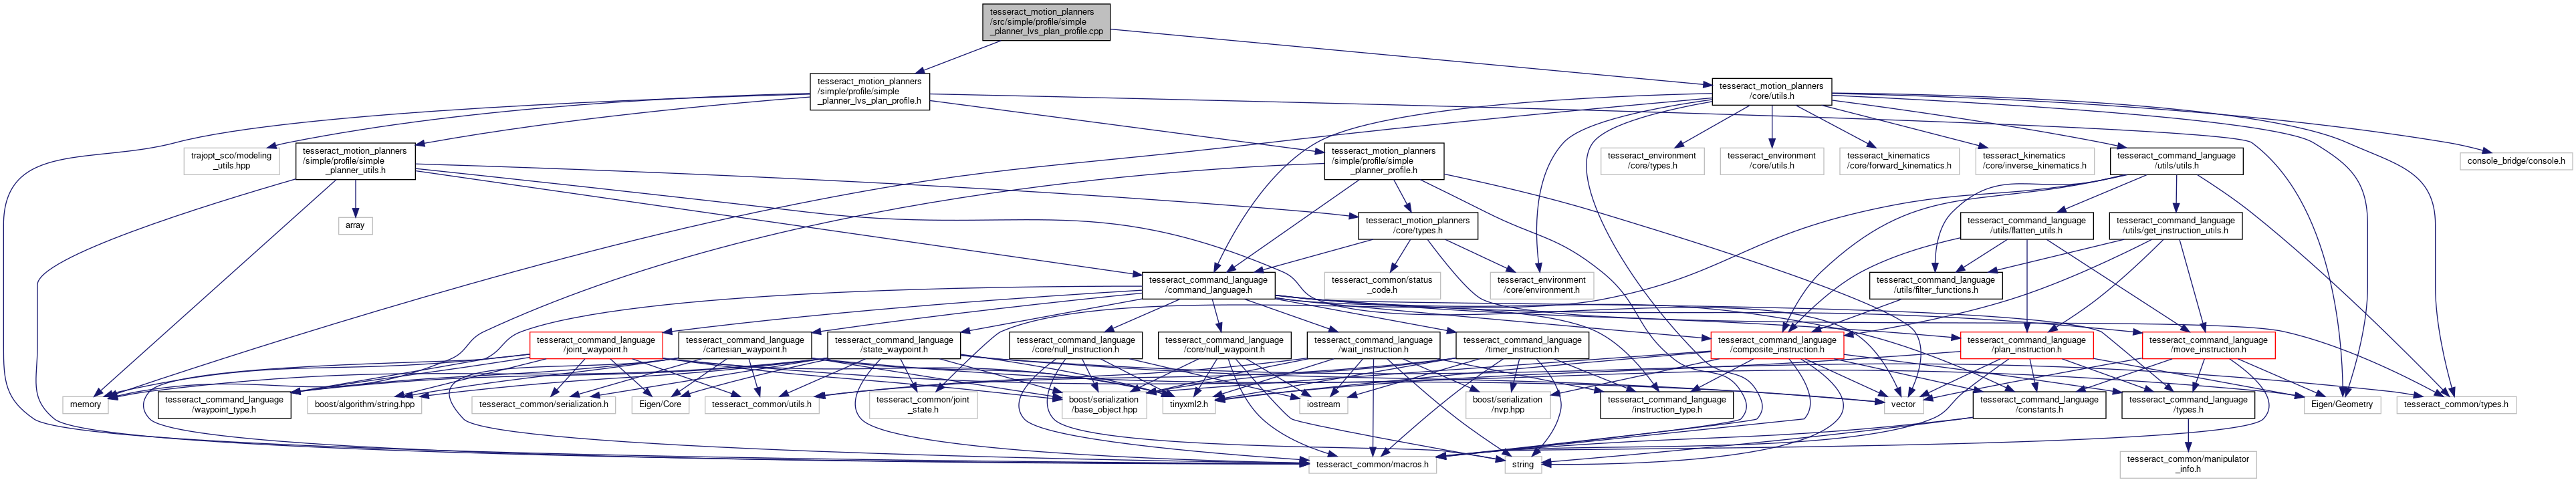 tesseract_motion_planners
/src/simple/profile/simple
_planner_lvs_plan_profile.cpp
tesseract_motion_planners
/simple/profile/simple
_planner_lvs_plan_profile.h
tesseract_motion_planners
/core/utils.h
trajopt_sco/modeling
_utils.hpp
tesseract_motion_planners
/simple/profile/simple
_planner_utils.h
tesseract_motion_planners
/simple/profile/simple
_planner_profile.h
tesseract_environment
/core/types.h
tesseract_environment
/core/utils.h
tesseract_kinematics
/core/forward_kinematics.h
tesseract_kinematics
/core/inverse_kinematics.h
tesseract_command_language
/utils/utils.h
console_bridge/console.h
array
tesseract_motion_planners
/core/types.h
tesseract_command_language
/utils/flatten_utils.h
tesseract_command_language
/utils/get_instruction_utils.h
tesseract_command_language
/command_language.h
tesseract_common/status
_code.h
tesseract_environment
/core/environment.h
tesseract_command_language
/utils/filter_functions.h
tesseract_command_language
/joint_waypoint.h
tesseract_command_language
/cartesian_waypoint.h
tesseract_command_language
/state_waypoint.h
tesseract_command_language
/core/null_instruction.h
tesseract_command_language
/core/null_waypoint.h
tesseract_command_language
/wait_instruction.h
tesseract_command_language
/timer_instruction.h
tesseract_command_language
/composite_instruction.h
tesseract_command_language
/plan_instruction.h
tesseract_command_language
/move_instruction.h
memory
tesseract_command_language
/waypoint_type.h
boost/algorithm/string.hpp
tesseract_common/serialization.h
Eigen/Core
tesseract_common/utils.h
tesseract_common/joint
_state.h
boost/serialization
/base_object.hpp
tinyxml2.h
iostream
boost/serialization
/nvp.hpp
tesseract_command_language
/instruction_type.h
vector
tesseract_command_language
/constants.h
tesseract_command_language
/types.h
Eigen/Geometry
tesseract_common/types.h
tesseract_common/macros.h
string
tesseract_common/manipulator
_info.h